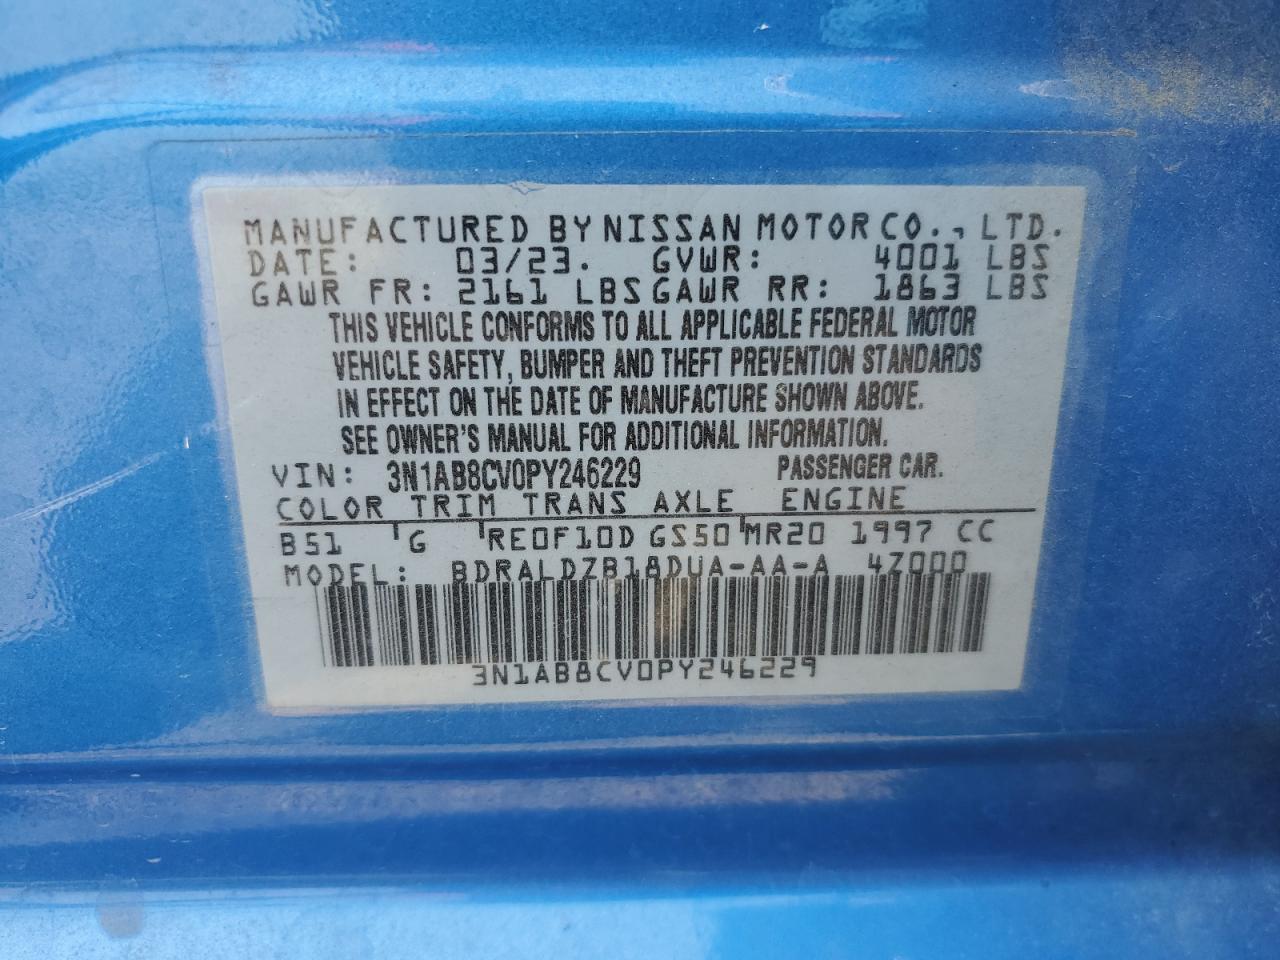 MANUFACTURED BY NISSAN MOTOR CO., LTD.
DATE: 03/23. GVWR: 4001 LBS
GAWR FR: 2161 LBS GAWR RR: 1863 LBS
THIS VEHICLE CONFORMS TO ALL APPLICABLE FEDERAL MOTOR
VEHICLE SAFETY, BUMPER AND THEFT PREVENTION STANDARDS
IN EFFECT ON THE DATE OF MANUFACTURE SHOWN ABOVE.
SEE OWNER'S MANUAL FOR ADDITIONAL INFORMATION.
VIN: 3N1AB8CV0PY246229 PASSENGER CAR.
COLOR TRIM TRANS AXLE ENGINE
B51 G RE0F10D GS50 MR20 1997 CC
MODEL: BDRALDZB18DUA-AA-A 4Z000
3N1AB8CV0PY246229